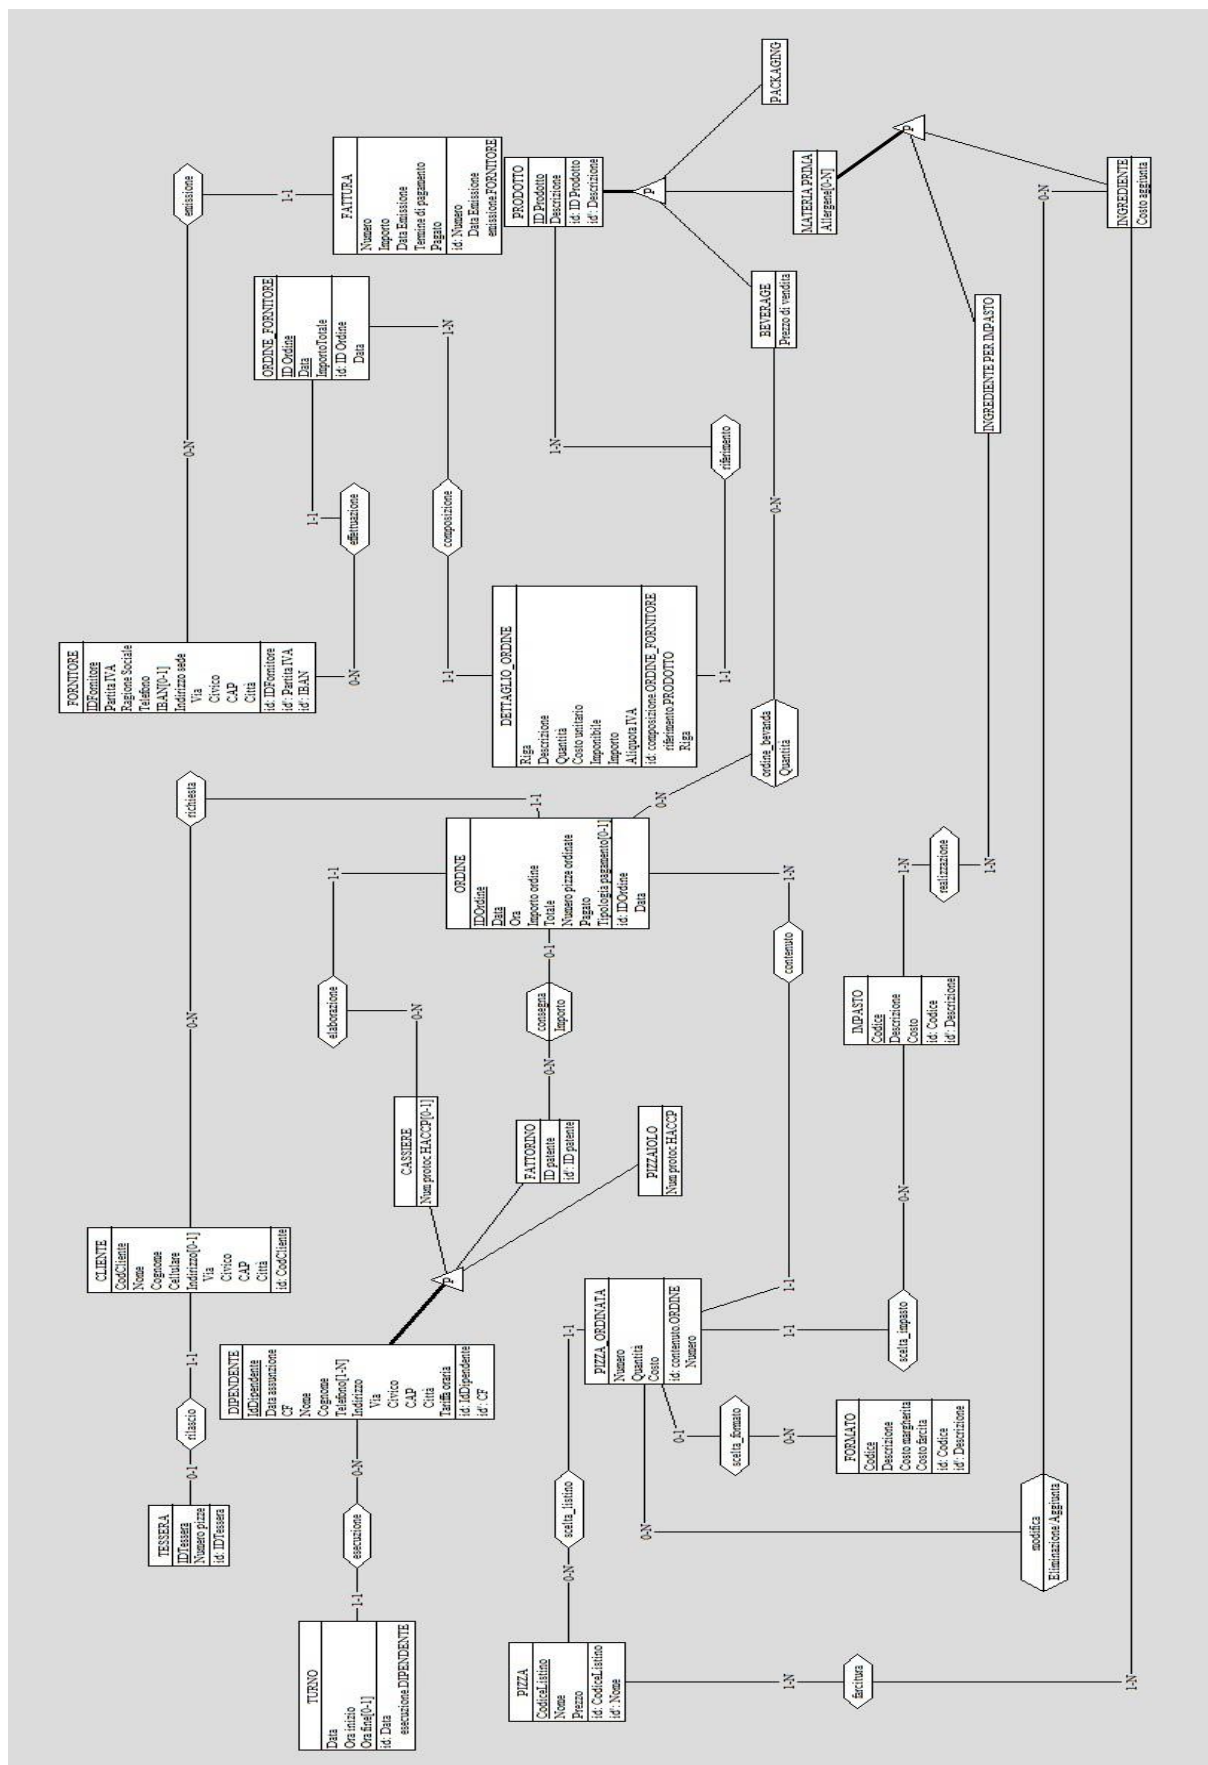 TESSERA
IDTessera
Numero pizze
id: IDTessera
0-1
rilascio
1-1
CLIENTE
CodCliente
Nome
Cognome
Cellulare
Indirizzo[0-1]
Via
Civico
CAP
Città
id: CodCliente
0-N
richiesta
1-1
FORNITORE
IDFornitore
Partita IVA
Ragione Sociale
Telefono
IBAN[0-1]
Indirizzo sede
Via
Civico
CAP
Città
id: IDFornitore
id': Partita IVA
id': IBAN
0-N
emissione
1-1
0-N
effettuazione
1-1
FATTURA
Numero
Importo
Data Emissione
Termine di pagamento
Pagato
id: Numero
Data Emissione
emissione.FORNITORE
ORDINE_FORNITORE
ID Ordine
Data
ImportoTotale
id: ID Ordine
Data
1-N
composizione
1-1
TURNO
Data
Ora inizio
Ora fine[0-1]
id: Data
esecuzione.DIPENDENTE
1-1
esecuzione
0-N
DIPENDENTE
IdDipendente
Data assunzione
CF
Nome
Cognome
Telefono[1-N]
Indirizzo
Via
Civico
CAP
Città
Tariffa oraria
id: IdDipendente
id': CF
P
CASSIERE
Num protoc HACCP[0-1]
0-N
elaborazione
1-1
FATTORINO
ID patente
id': ID patente
0-N
consegna
Importo
0-1
PIZZAIOLO
Num protoc HACCP
ORDINE
IDOrdine
Data
Ora
Importo ordine
Totale
Numero pizze ordinate
Pagato
Tipologia pagamento[0-1]
id: IDOrdine
Data
DETTAGLIO_ORDINE
Riga
Descrizione
Quantità
Costo unitario
Imponibile
Importo
Aliquota IVA
id: composizione.ORDINE_FORNITORE
riferimento.PRODOTTO
Riga
1-1
riferimento
1-N
PRODOTTO
ID Prodotto
Descrizione
id: ID Prodotto
id': Descrizione
P
PACKAGING
BEVERAGE
Prezzo di vendita
0-N
ordine_bevanda
Quantità
0-N
MATERIA PRIMA
Allergene[0-N]
P
INGREDIENTE PER IMPASTO
1-N
realizzazione
1-N
INGREDIENTE
Costo aggiunta
PIZZA
CodiceListino
Nome
Prezzo
id: CodiceListino
id': Nome
0-N
scelta_listino
1-1
PIZZA_ORDINATA
Numero
Quantità
Costo
id: contenuto.ORDINE
Numero
1-1
contenuto
1-N
1-1
scelta_impasto
0-N
IMPASTO
Codice
Descrizione
Costo
id: Codice
id': Descrizione
0-1
scelta_formato
0-N
FORMATO
Codice
Descrizione
Costo margherita
Costo farcita
id: Codice
id': Descrizione
0-N
modifica
Eliminazione/Aggiunta
0-N
1-N
farcitura
1-N